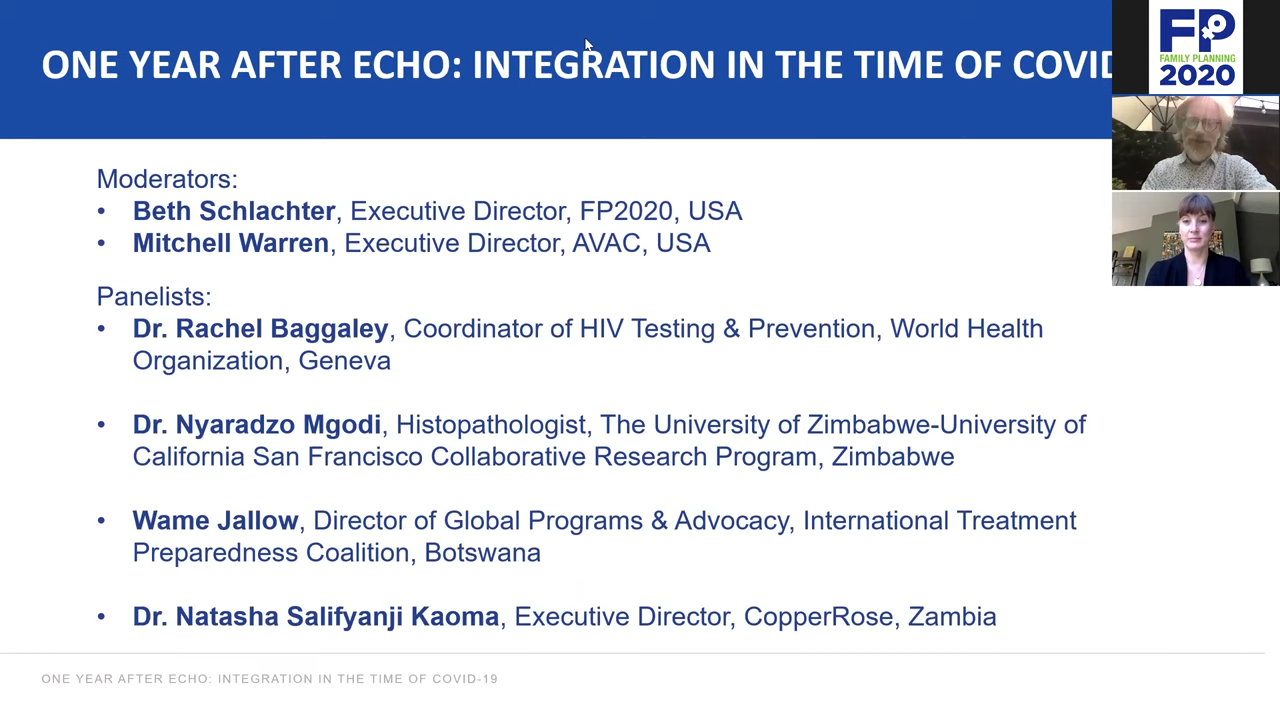 ONE YEAR AFTER ECHO: INTEGRATION IN THE TIME OF COVID
FP
FAMILY PLANNING
2020
Moderators:
• Beth Schlachter, Executive Director, FP2020, USA
• Mitchell Warren, Executive Director, AVAC, USA
Panelists:
• Dr. Rachel Baggaley, Coordinator of HIV Testing & Prevention, World Health
Organization, Geneva
• Dr. Nyaradzo Mgodi, Histopathologist, The University of Zimbabwe-University of
California San Francisco Collaborative Research Program, Zimbabwe
• Wame Jallow, Director of Global Programs & Advocacy, International Treatment
Preparedness Coalition, Botswana
• Dr. Natasha Salifyanji Kaoma, Executive Director, CopperRose, Zambia
ONE YEAR AFTER ECHO: INTEGRATION IN THE TIME OF COVID-19